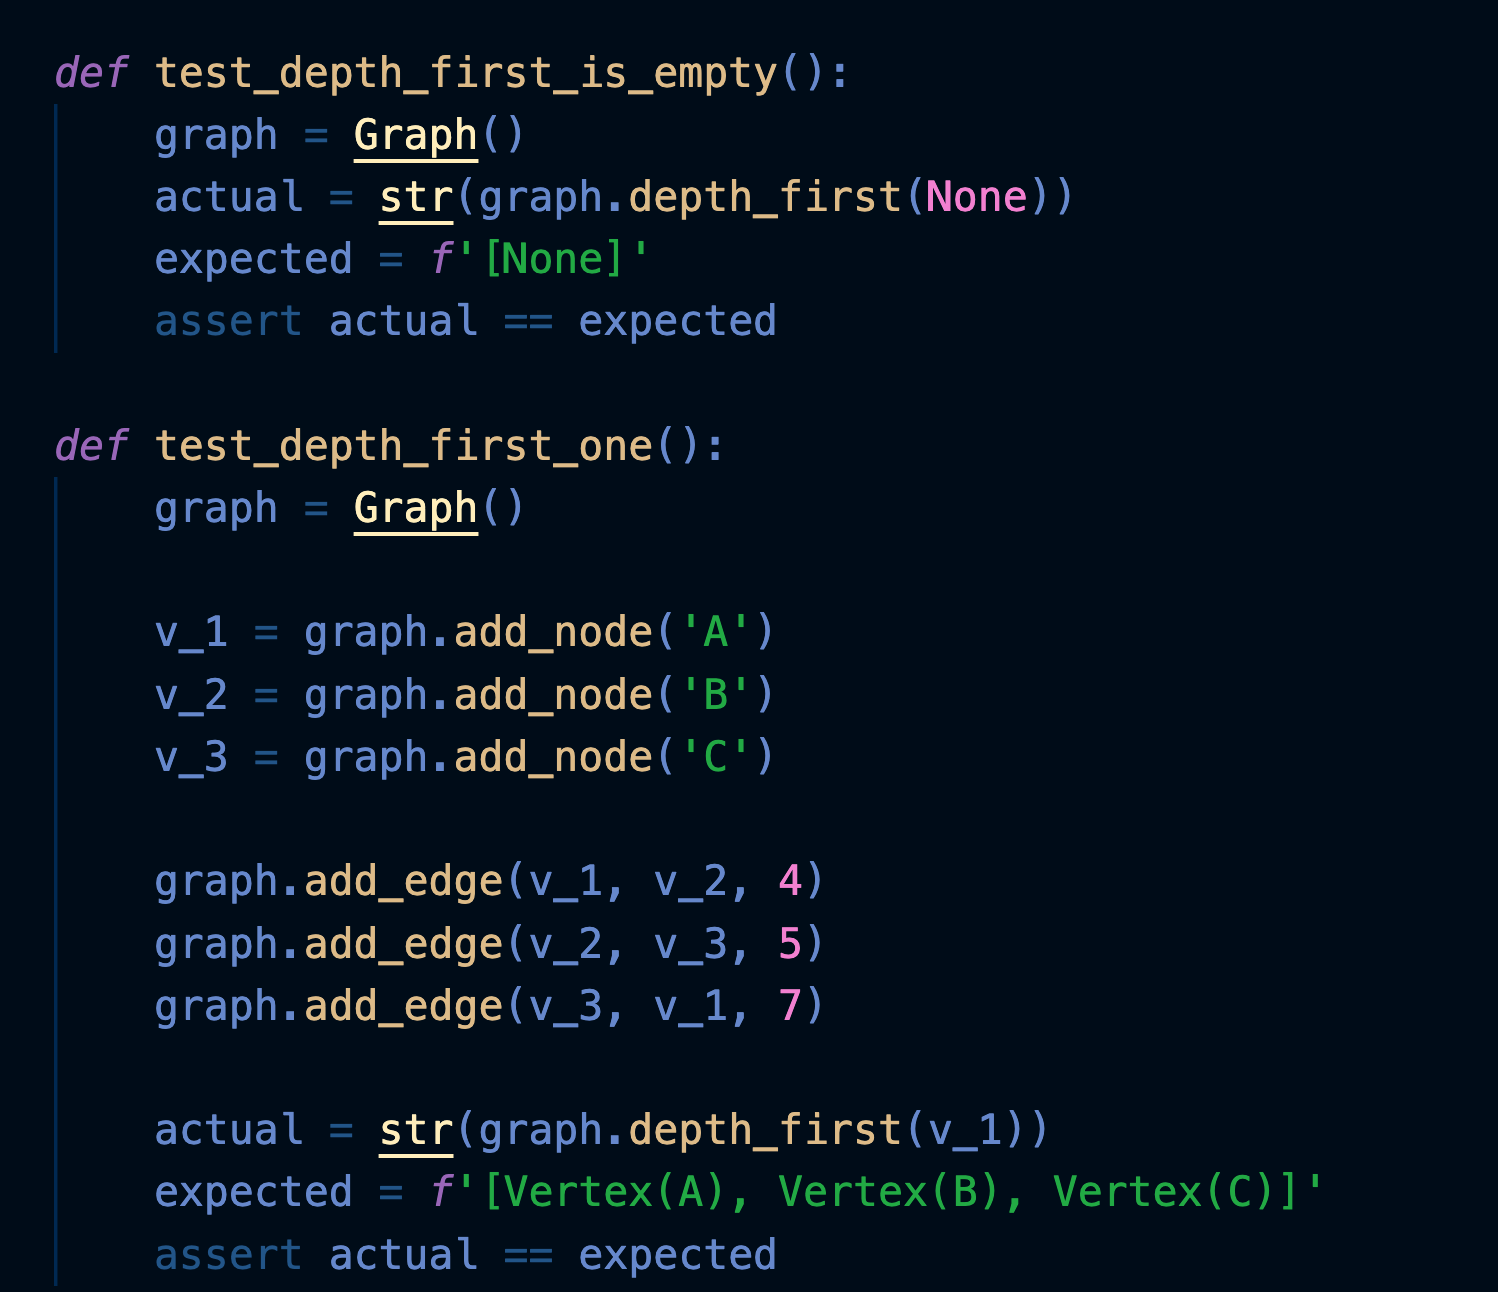 def test_depth_first_is_empty():
    graph = Graph()
    actual = str(graph.depth_first(None))
    expected = f'[None]'
    assert actual == expected

def test_depth_first_one():
    graph = Graph()

    v_1 = graph.add_node('A')
    v_2 = graph.add_node('B')
    v_3 = graph.add_node('C')

    graph.add_edge(v_1, v_2, 4)
    graph.add_edge(v_2, v_3, 5)
    graph.add_edge(v_3, v_1, 7)

    actual = str(graph.depth_first(v_1))
    expected = f'[Vertex(A), Vertex(B), Vertex(C)]'
    assert actual == expected